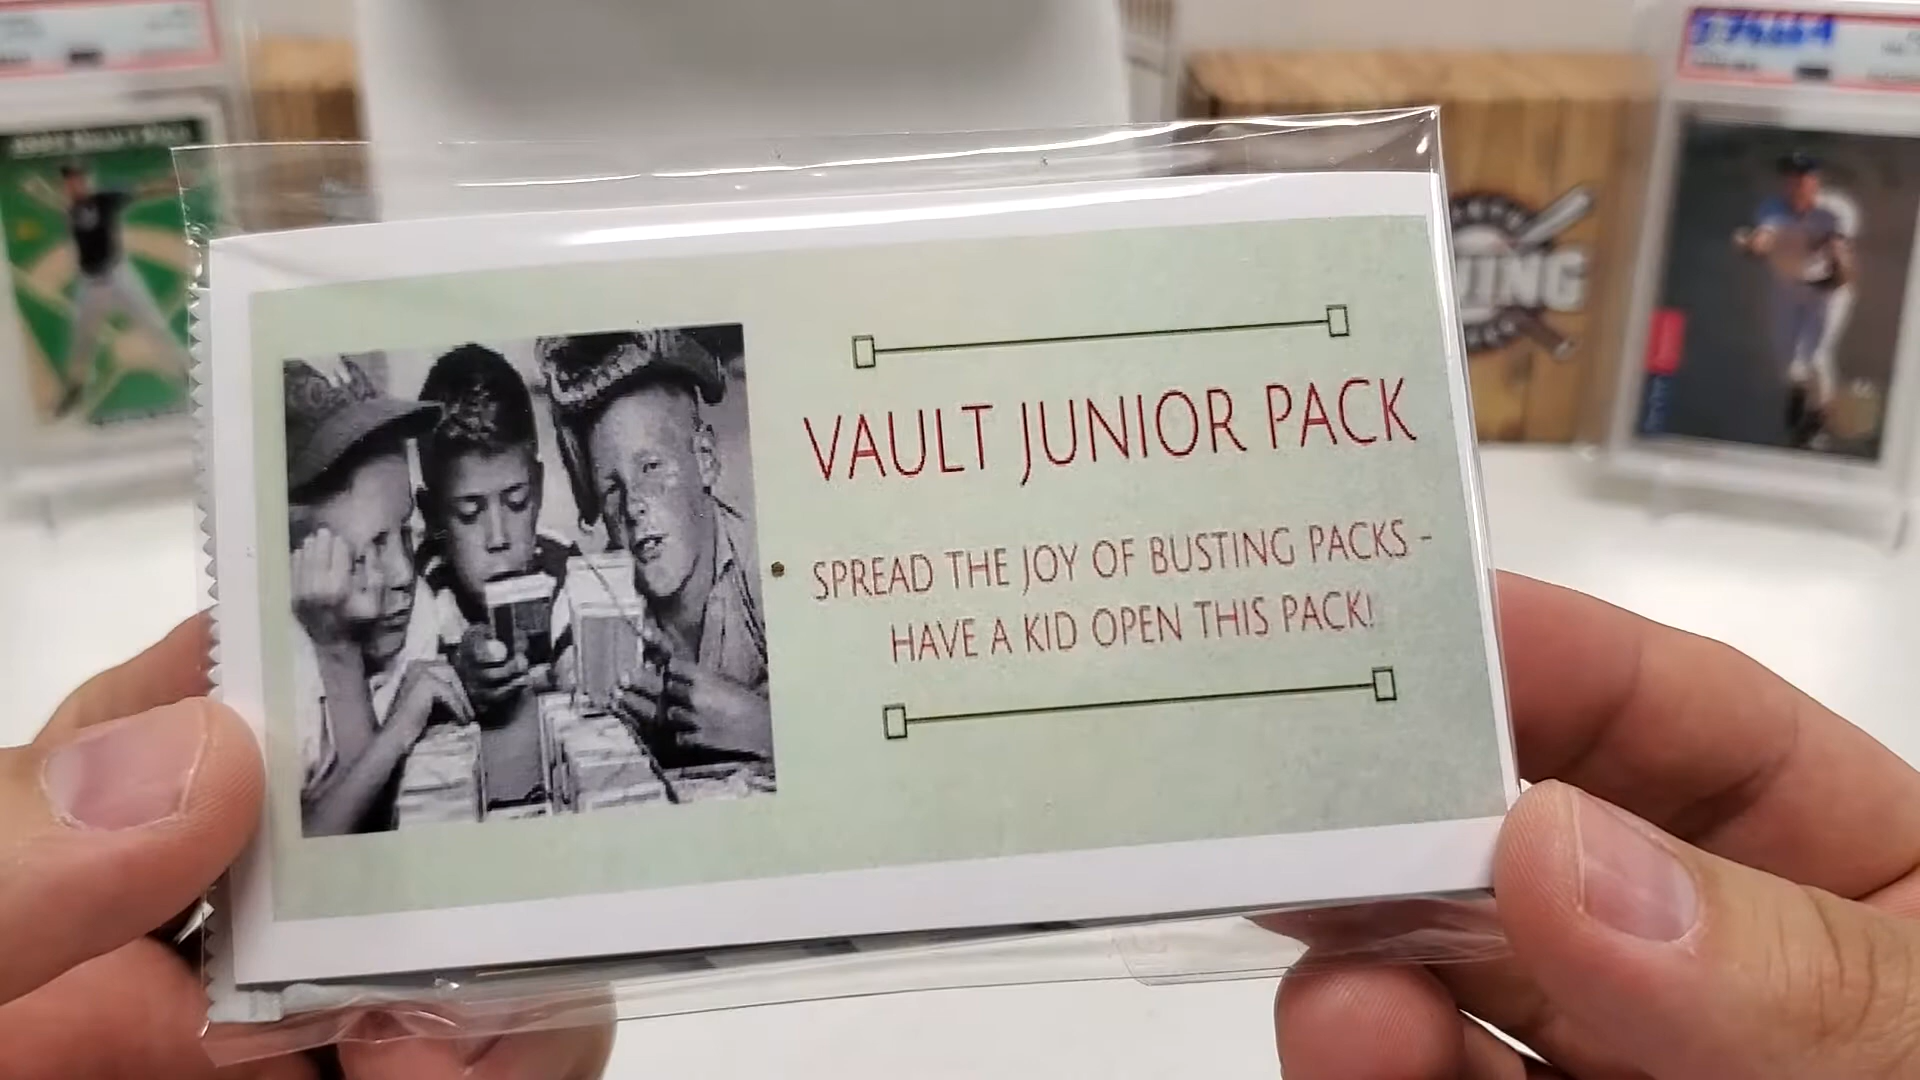 VAULT JUNIOR PACK
SPREAD THE JOY OF BUSTING PACKS -
HAVE A KID OPEN THIS PACK!